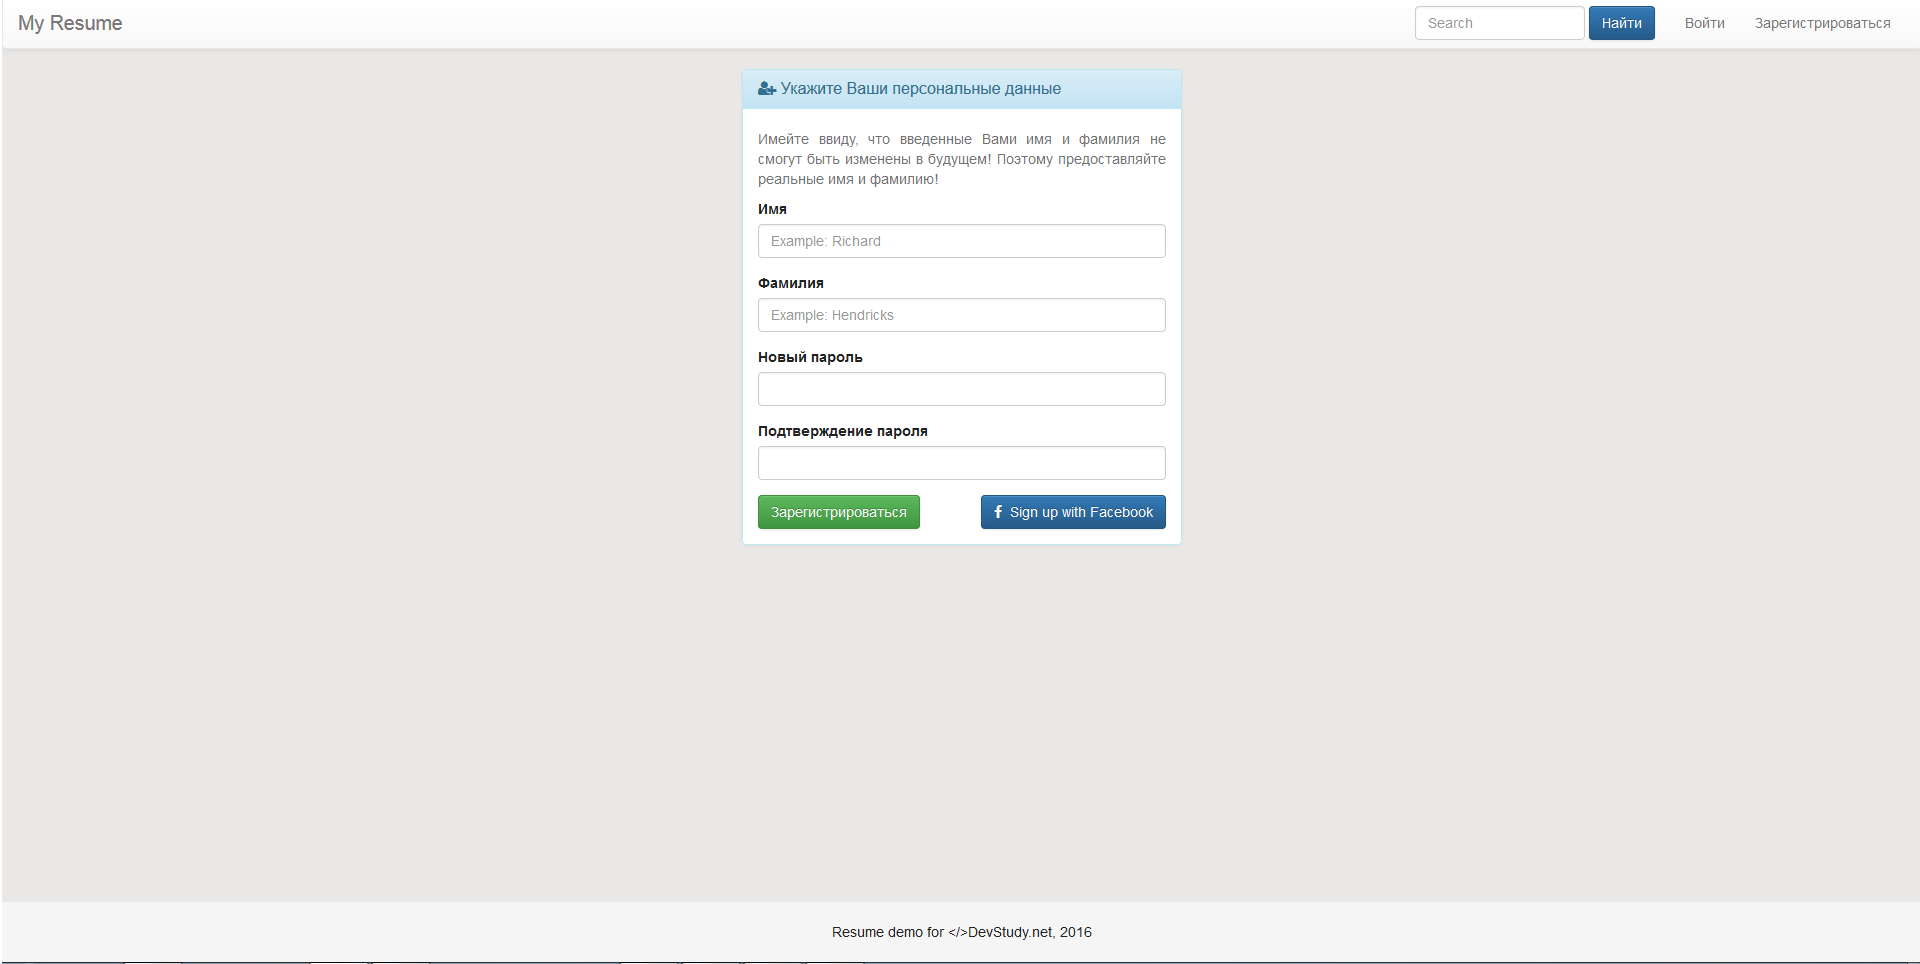 My Resume
Search
Найти
Войти
Зарегистрироваться
Укажите Ваши персональные данные
Имейте ввиду, что введенные Вами имя и фамилия не
смогут быть изменены в будущем! Поэтому предоставляйте
реальные имя и фамилию!
Имя
Example: Richard
Фамилия
Example: Hendricks
Новый пароль
Подтверждение пароля
Зарегистрироваться
Sign up with Facebook
Resume demo for </>DevStudy.net, 2016